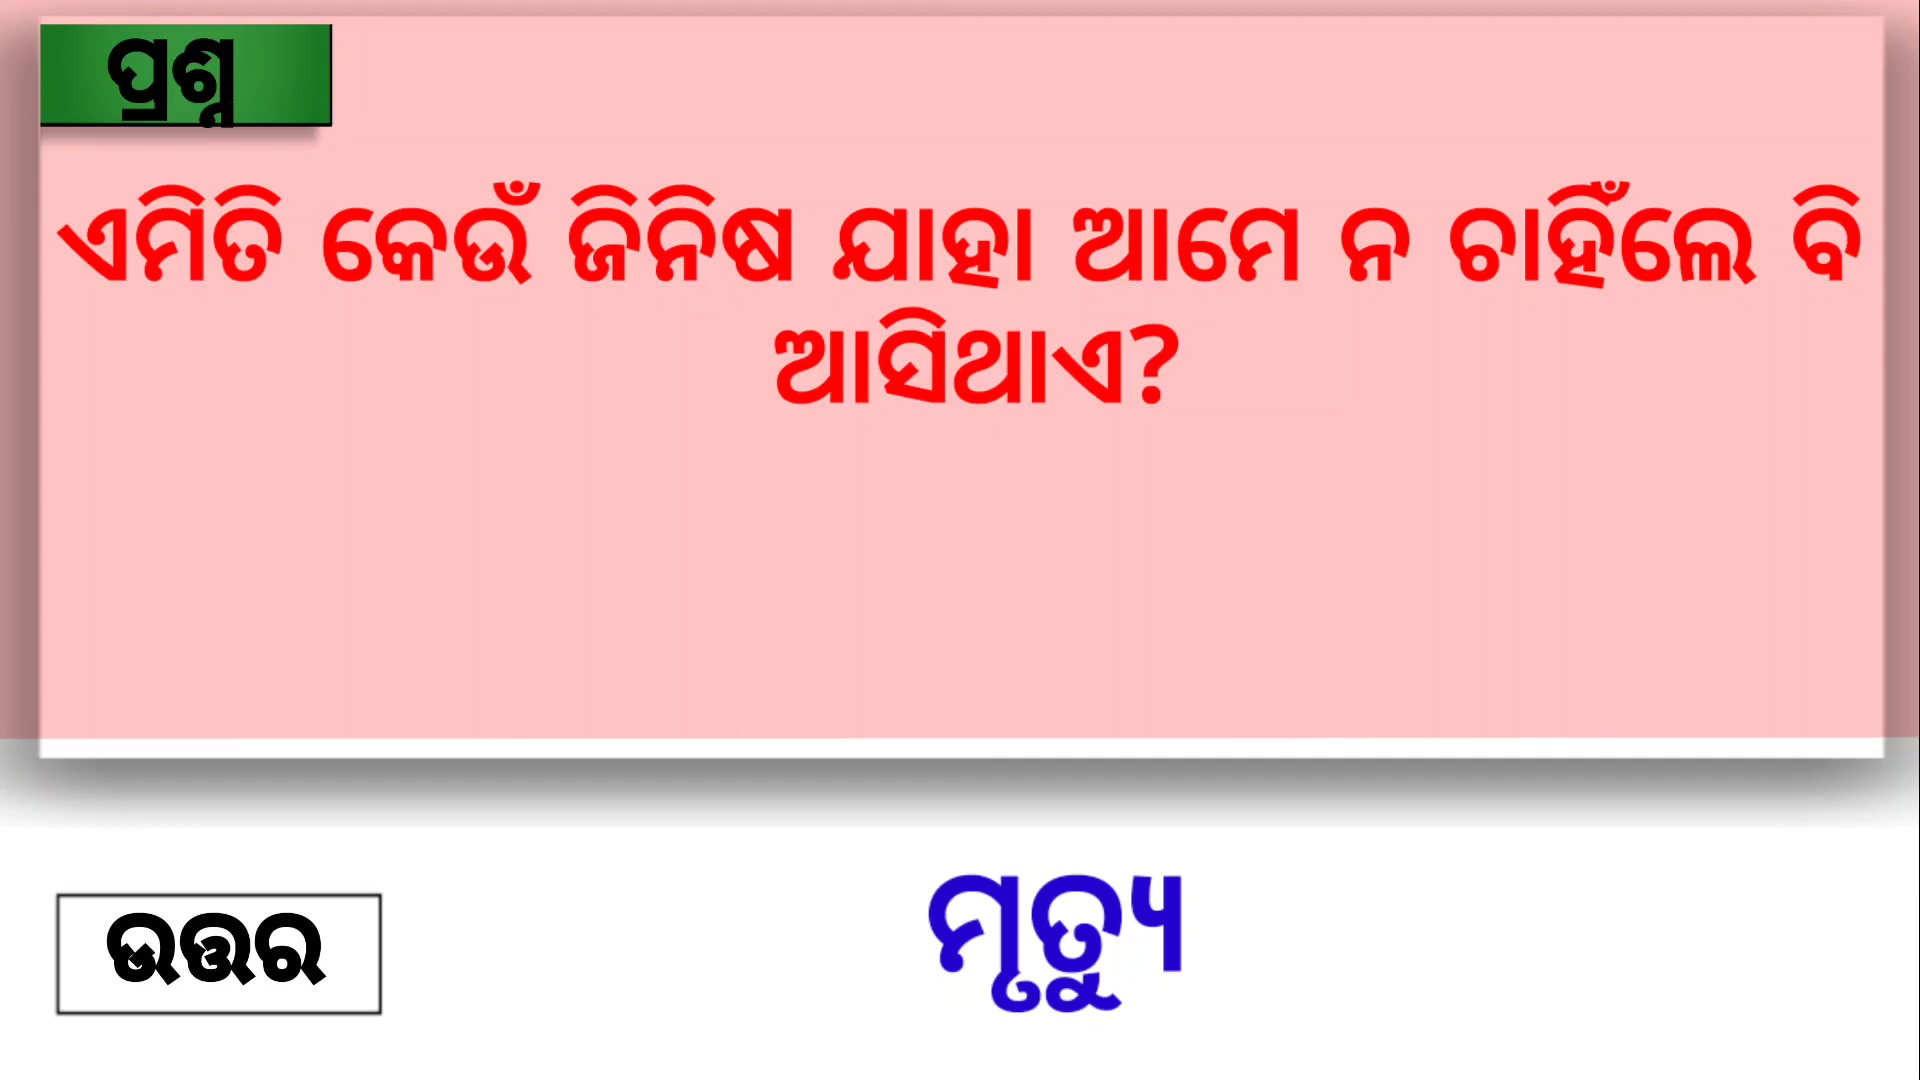 ପ୍ରଶ୍ନ
ଏମିତି କେଉଁ ଜିନିଷ ଯାହା ଆମେ ନ ଚାହିଁଲେ ବି
ଆସିଥାଏ?
ଉତ୍ତର
ମୃତ୍ୟୁ